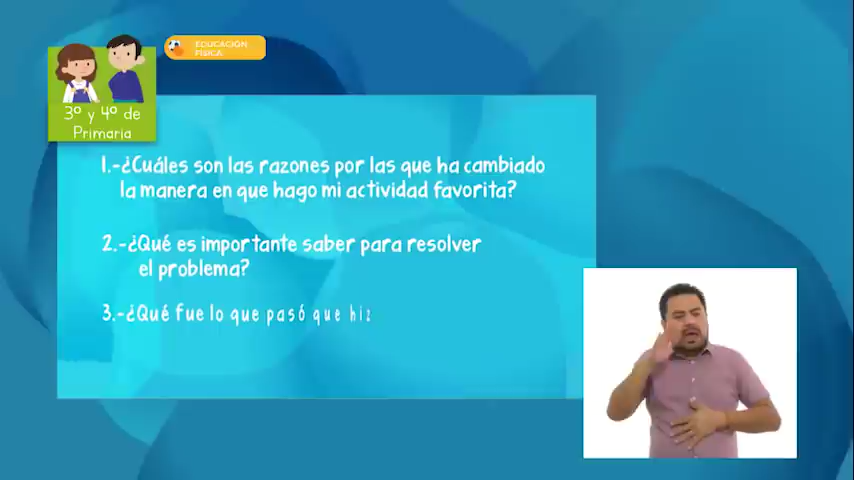 EDUCACIÓN
FÍSICA
3º y 4º de
Primaria
1.-¿Cuáles son las razones por las que ha cambiado
la manera en que hago mi actividad favorita?
2.-¿Qué es importante saber para resolver
el problema?
3.-¿Qué fue lo que pasó que hiz